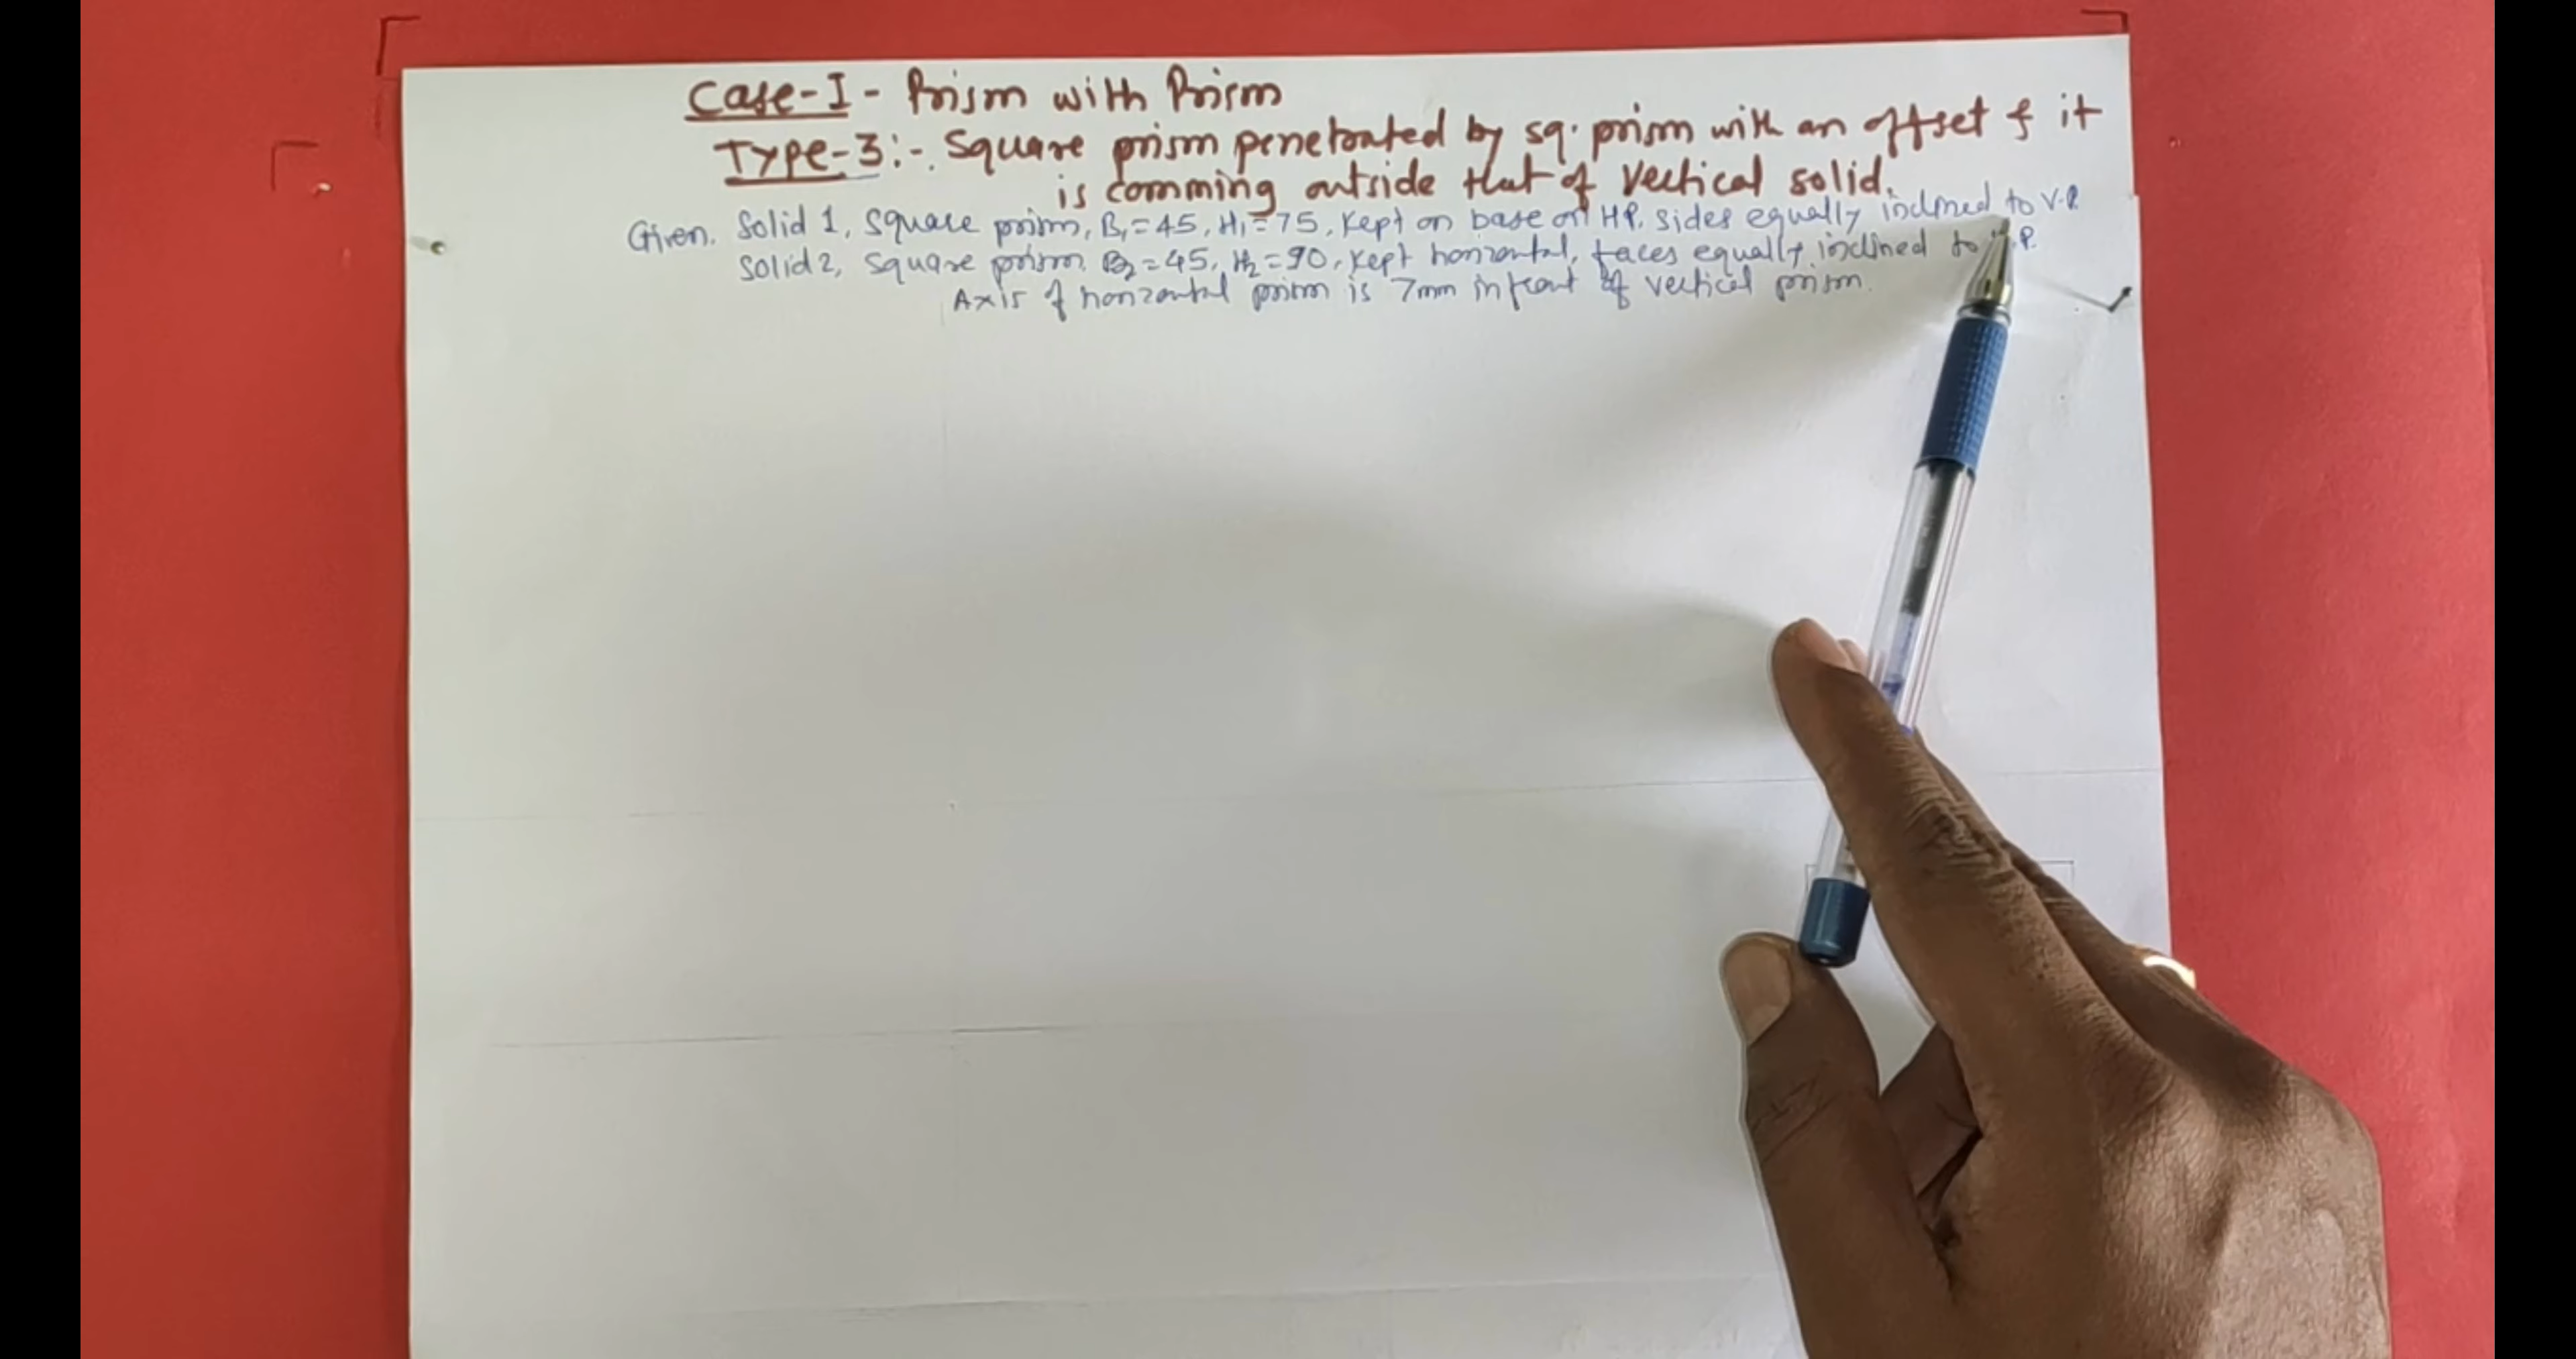 Case-I - Prism with Prism
Type-3:- Square prism penetrated by sq. prism with an offset & it
is comming outside that of vertical solid.
Given. Solid 1, square prism, B1=45, H1=75, Kept on base on HP. sides equally inclined to V.P.
Solid 2, square prism B2=45, H2=90, kept horizontal, faces equally inclined to .P.
Axis of horizontal prism is 7mm infront of vertical prism.